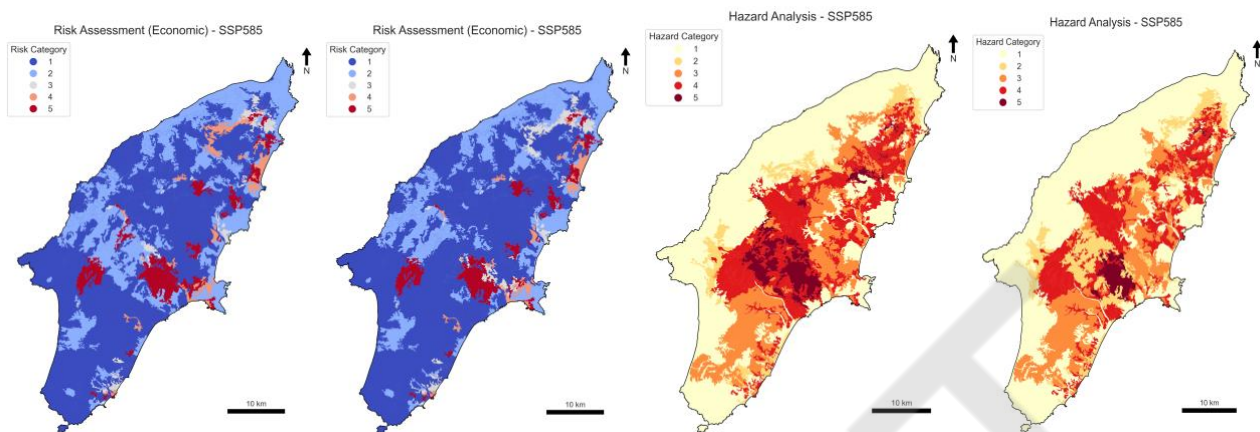 Risk Assessment (Economic) - SSP585
Risk Category
1
2
3
4
5
N
10 km
Risk Assessment (Economic) - SSP585
Risk Category
1
2
3
4
5
N
10 km
Hazard Analysis - SSP585
Hazard Category
1
2
3
4
5
N
10 km
Hazard Analysis - SSP585
Hazard Category
1
2
3
4
5
N
10 km